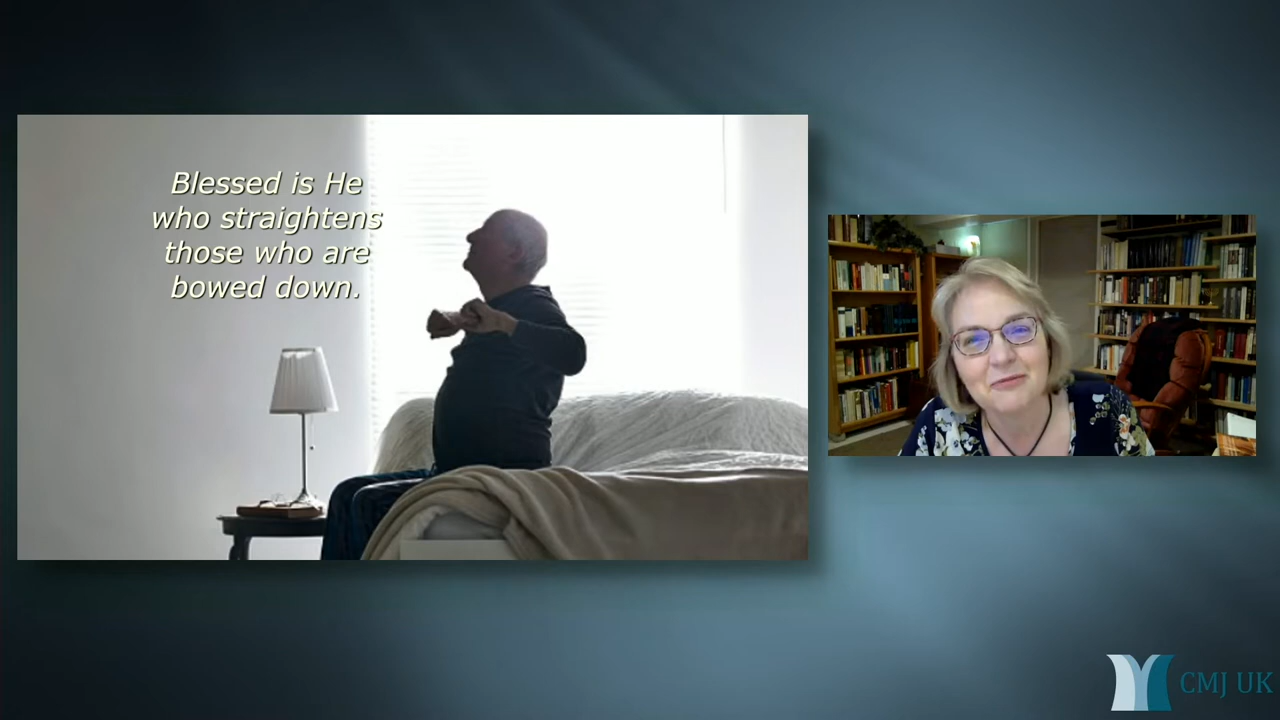 Blessed is He
who straightens
those who are
bowed down.
CMJ UK